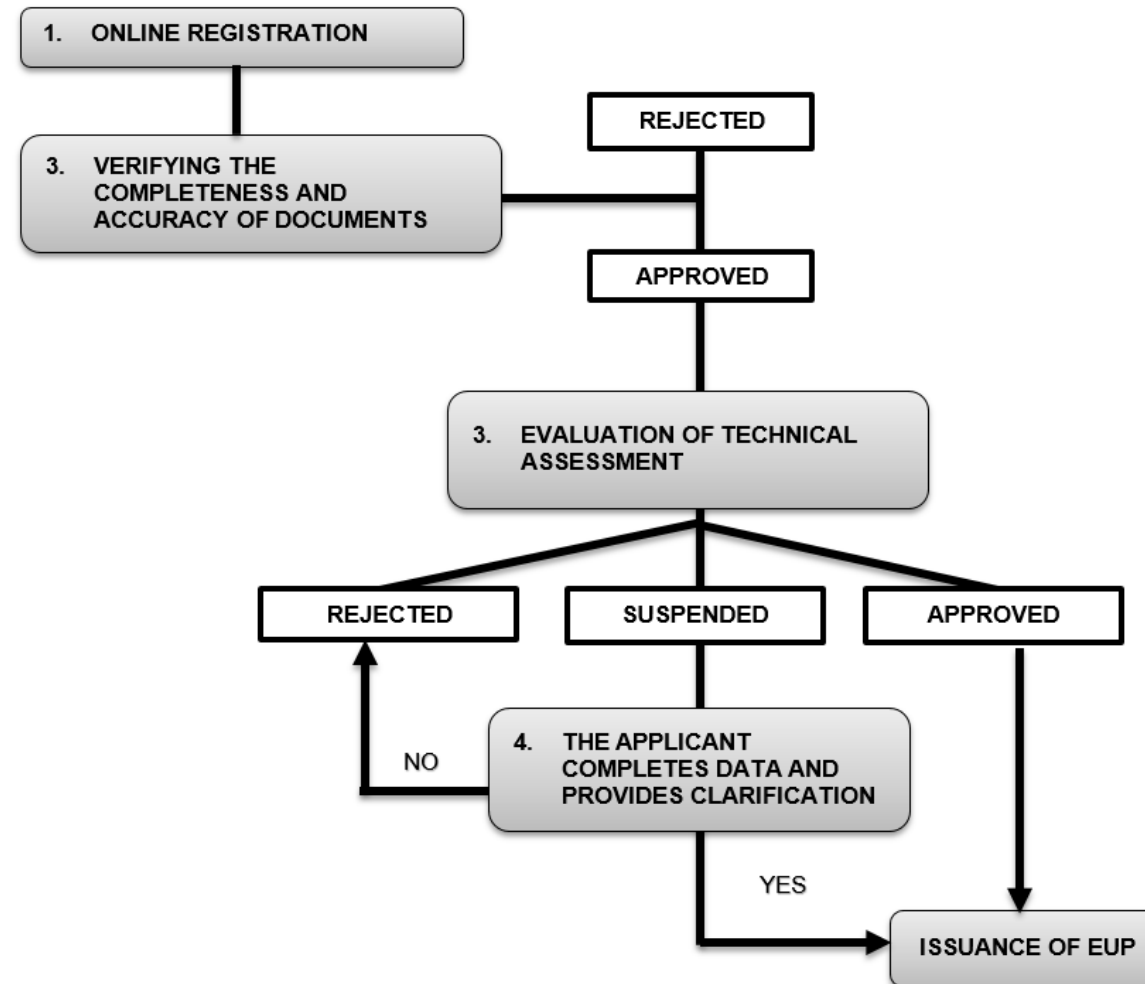 1. ONLINE REGISTRATION
REJECTED
3. VERIFYING THE
COMPLETENESS AND
ACCURACY OF DOCUMENTS
APPROVED
3. EVALUATION OF TECHNICAL
ASSESSMENT
REJECTED
SUSPENDED
APPROVED
4. THE APPLICANT
COMPLETES DATA AND
PROVIDES CLARIFICATION
NO
YES
ISSUANCE OF EUP